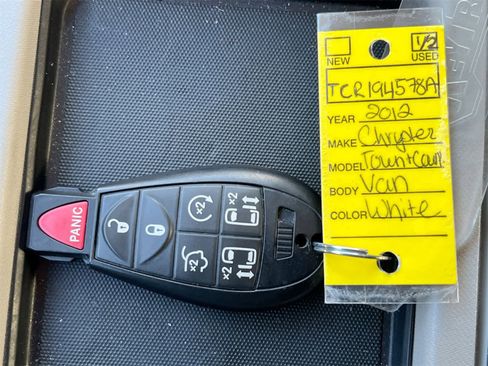 NEW 1/2 USED
TCR194578A
YEAR 2012
MAKE Chrysler
MODEL Town+Count
BODY Van
COLOR White
PANIC
x2 x2
x2 x2